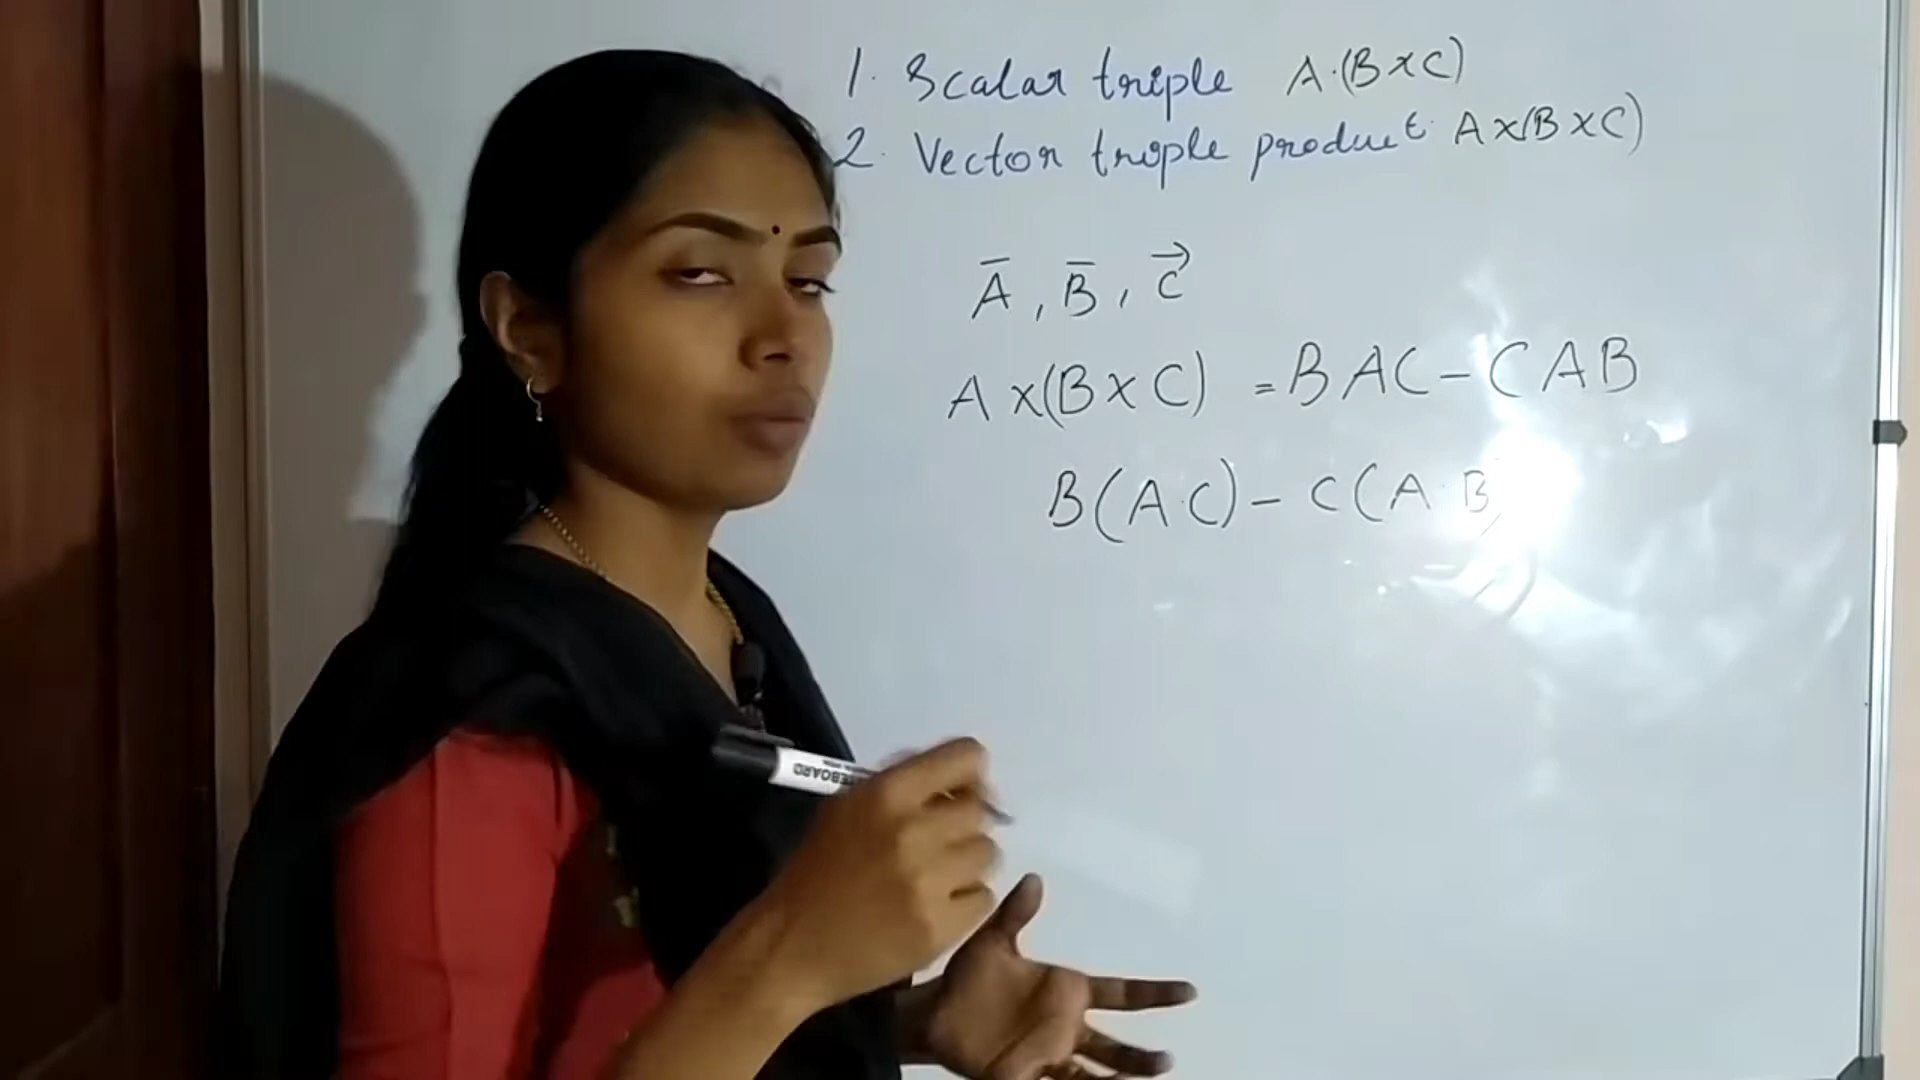 1. Scalar triple A·(B×C)
2. Vector triple product A×(B×C)
A̅, B̅, C⃗
A×(B×C) = BAC-CAB
B(A·C) - C(A·B)